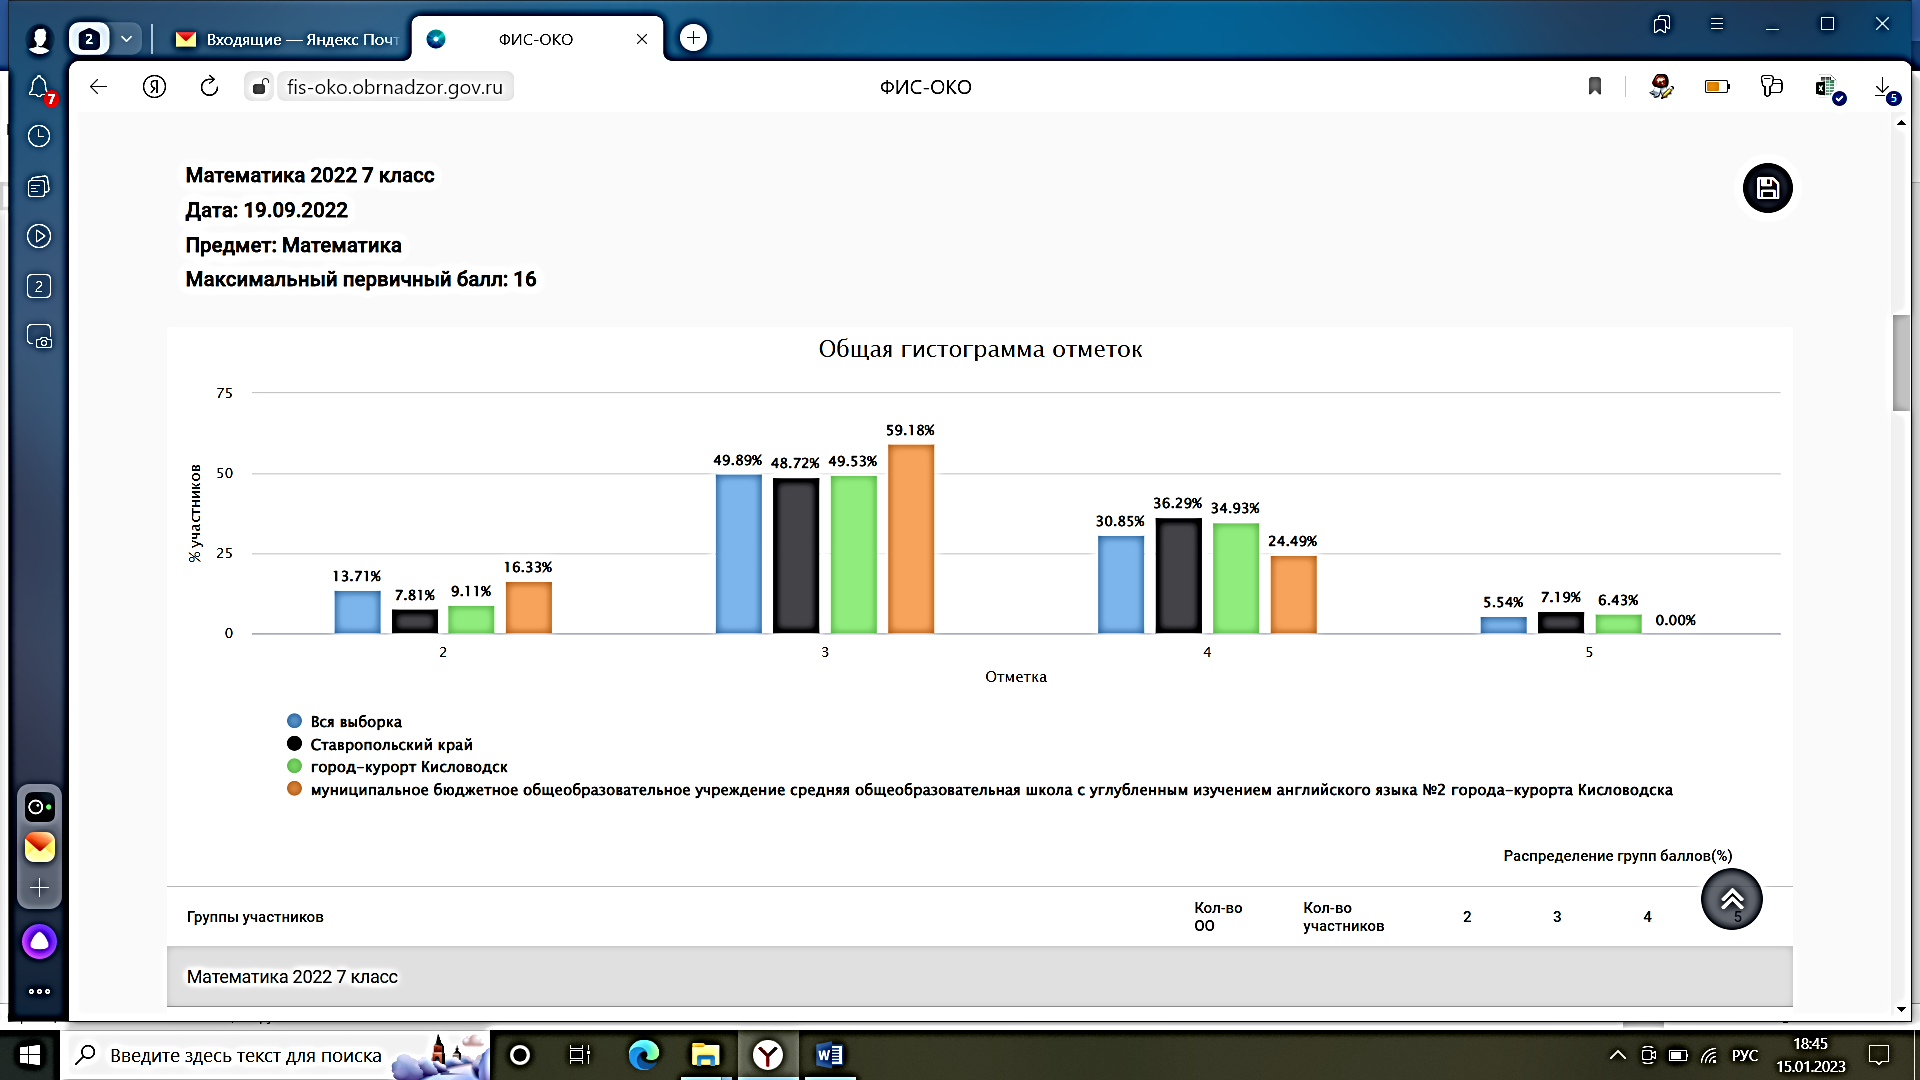 2
Входящие — Яндекс Почт
ФИС-ОКО
7
fis-oko.obrnadzor.gov.ru
ФИС-ОКО
5
2
Математика 2022 7 класс
Дата: 19.09.2022
Предмет: Математика
Максимальный первичный балл: 16
Общая гистограмма отметок
% участников
75
50
25
0
13.71% 7.81% 9.11% 16.33%
49.89% 48.72% 49.53% 59.18%
30.85% 36.29% 34.93% 24.49%
5.54% 7.19% 6.43% 0.00%
2 3 4 5
Отметка
Вся выборка
Ставропольский край
город-курорт Кисловодск
муниципальное бюджетное общеобразовательное учреждение средняя общеобразовательная школа с углубленным изучением английского языка №2 города-курорта Кисловодска
Распределение групп баллов(%)
Группы участников
Кол-во
ОО
Кол-во
участников
2 3 4 5
Математика 2022 7 класс
Введите здесь текст для поиска
РУС
18:45
15.01.2023